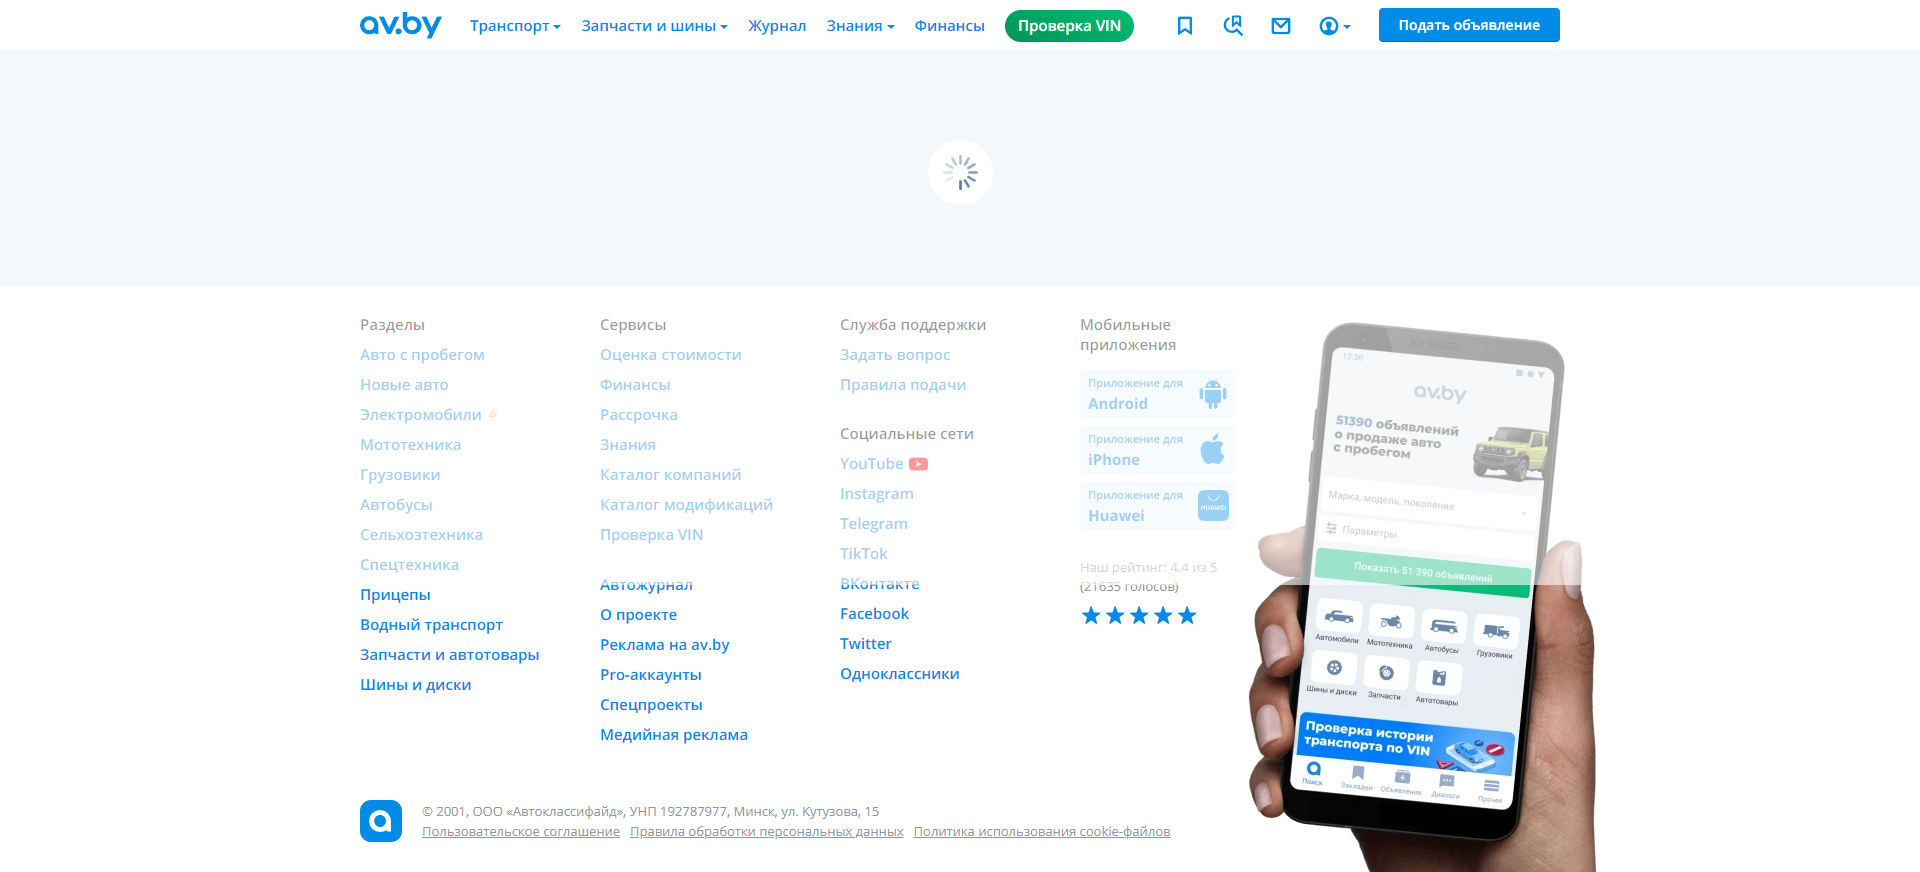 av.by
Транспорт
Запчасти и шины
Журнал
Знания
Финансы
Проверка VIN
Подать объявление
Разделы
Авто с пробегом
Новые авто
Электромобили
Мототехника
Грузовики
Автобусы
Сельхозтехника
Спецтехника
Прицепы
Водный транспорт
Запчасти и автотовары
Шины и диски
Сервисы
Оценка стоимости
Финансы
Рассрочка
Знания
Каталог компаний
Каталог модификаций
Проверка VIN
Автожурнал
О проекте
Реклама на av.by
Pro-аккаунты
Спецпроекты
Медийная реклама
Служба поддержки
Задать вопрос
Правила подачи
Социальные сети
YouTube
Instagram
Telegram
TikTok
ВКонтакте
Facebook
Twitter
Одноклассники
Мобильные
приложения
Приложение для
Android
Приложение для
iPhone
Приложение для
Huawei
HUAWEI
Наш рейтинг: 4.4 из 5
(21635 голосов)
12:30
av.by
51390 объявлений
о продаже авто
с пробегом
Марка, модель, поколение
Параметры
Показать 51 390 объявлений
Автомобили
Мототехника
Автобусы
Грузовики
Шины и диски
Запчасти
Автотовары
Проверка истории
транспорта по VIN
Поиск
Закладки
Объявления
Диалоги
Прочее
© 2001, ООО «Автоклассифайд», УНП 192787977, Минск, ул. Кутузова, 15
Пользовательское соглашение
Правила обработки персональных данных
Политика использования cookie-файлов